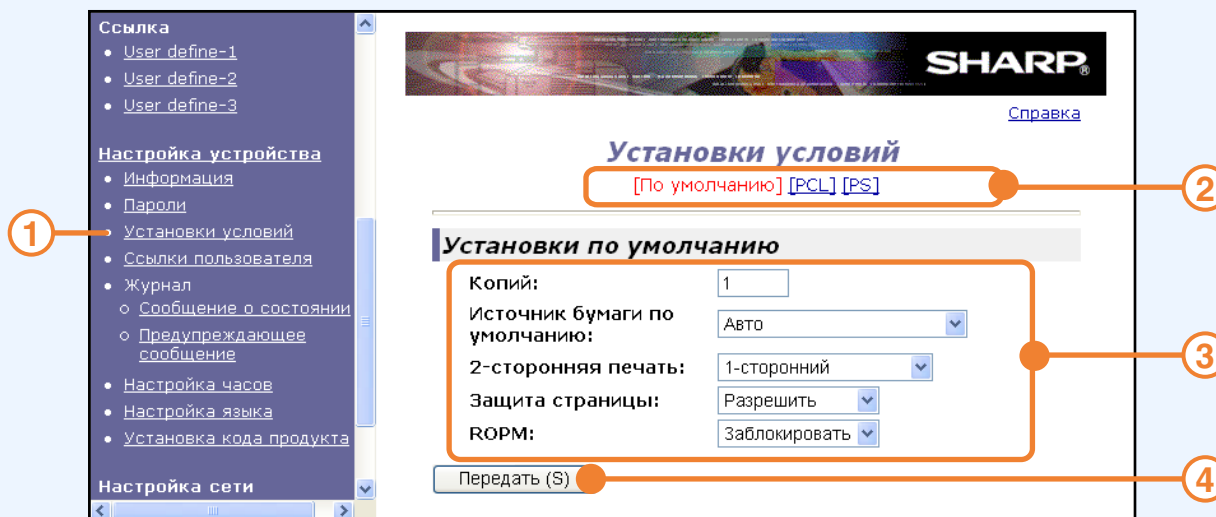 Ссылка
User define-1
User define-2
User define-3
Настройка устройства
Информация
Пароли
1
Установки условий
Ссылки пользователя
Журнал
Сообщение о состоянии
Предупреждающее
сообщение
Настройка часов
Настройка языка
Установка кода продукта
Настройка сети
SHARP®
Справка
Установки условий
[По умолчанию] [PCL] [PS]
2
Установки по умолчанию
Копий: 1
Источник бумаги по
умолчанию: Авто
2-сторонняя печать: 1-сторонний
3
Защита страницы: Разрешить
ROPM: Заблокировать
Передать (S)
4